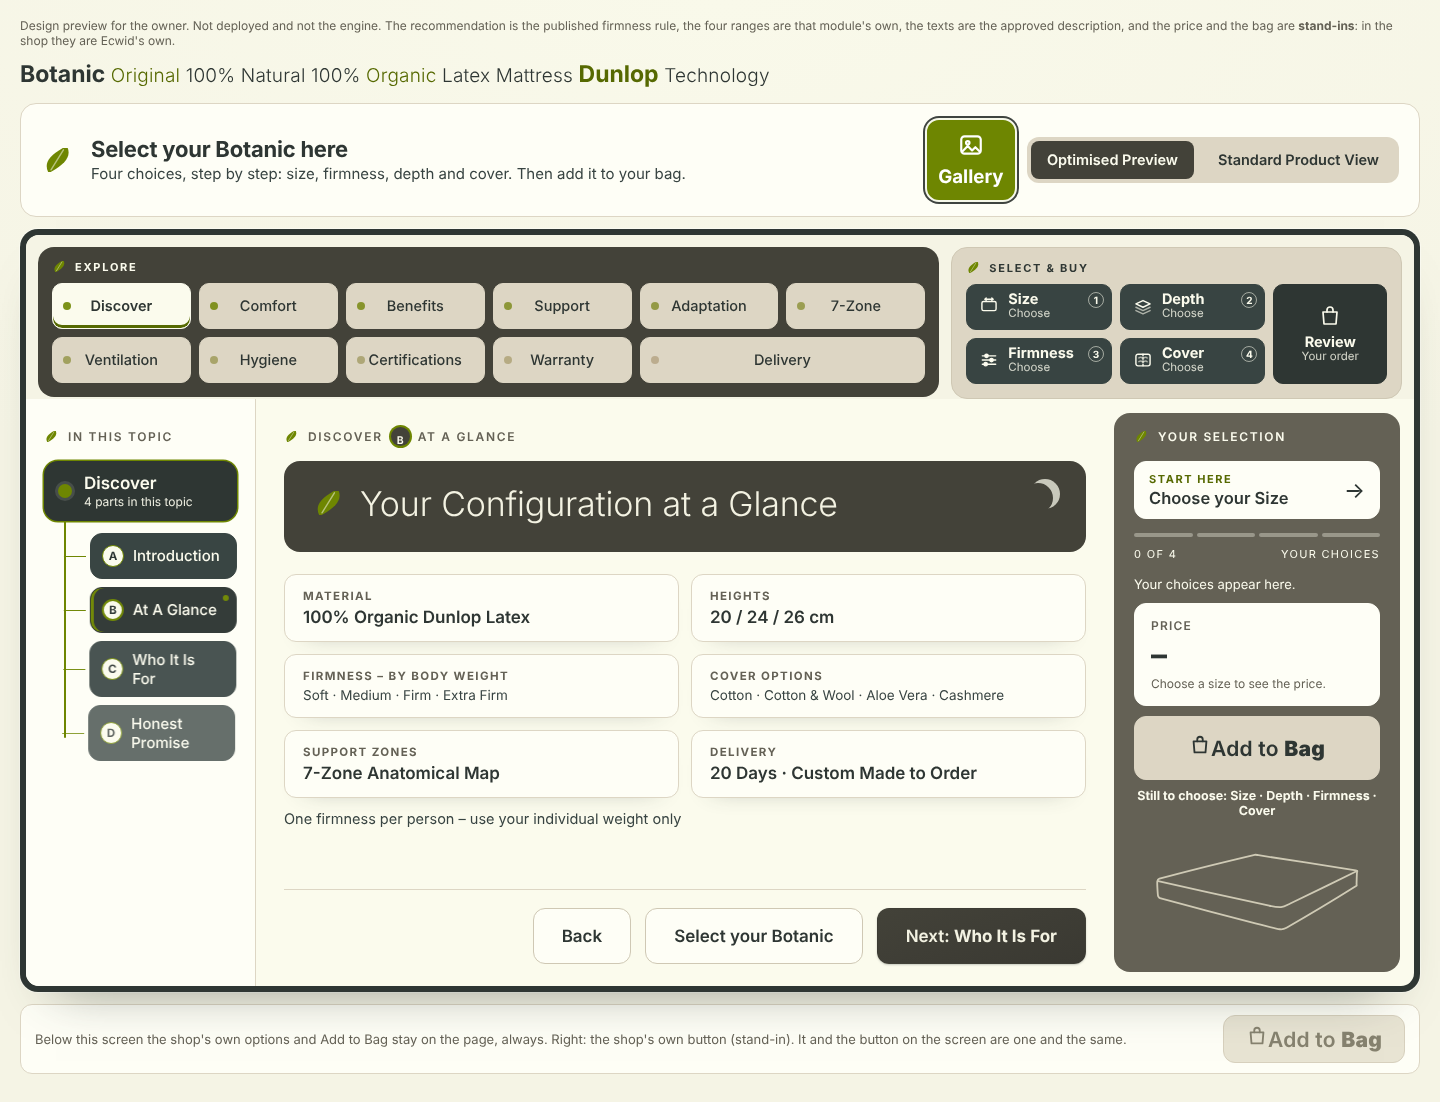 Design preview for the owner. Not deployed and not the engine. The recommendation is the published firmness rule, the four ranges are that module's own, the texts are the approved description, and the price and the bag are stand-ins: in the
shop they are Ecwid's own.
Botanic Original 100% Natural 100% Organic Latex Mattress Dunlop Technology
Select your Botanic here
Four choices, step by step: size, firmness, depth and cover. Then add it to your bag.
Gallery
Optimised Preview
Standard Product View
EXPLORE
Discover
Comfort
Benefits
Support
Adaptation
7-Zone
Ventilation
Hygiene
Certifications
Warranty
Delivery
SELECT & BUY
Size
Choose
1
Depth
Choose
2
Firmness
Choose
3
Cover
Choose
4
Review
Your order
IN THIS TOPIC
Discover
4 parts in this topic
A Introduction
B At A Glance
C Who It Is
For
D Honest
Promise
DISCOVER B AT A GLANCE
Your Configuration at a Glance
MATERIAL
100% Organic Dunlop Latex
HEIGHTS
20 / 24 / 26 cm
FIRMNESS – BY BODY WEIGHT
Soft · Medium · Firm · Extra Firm
COVER OPTIONS
Cotton · Cotton & Wool · Aloe Vera · Cashmere
SUPPORT ZONES
7-Zone Anatomical Map
DELIVERY
20 Days · Custom Made to Order
One firmness per person – use your individual weight only
Back
Select your Botanic
Next: Who It Is For
YOUR SELECTION
START HERE
Choose your Size
0 OF 4
YOUR CHOICES
Your choices appear here.
PRICE
–
Choose a size to see the price.
Add to Bag
Still to choose: Size · Depth · Firmness ·
Cover
Below this screen the shop's own options and Add to Bag stay on the page, always. Right: the shop's own button (stand-in). It and the button on the screen are one and the same.
Add to Bag